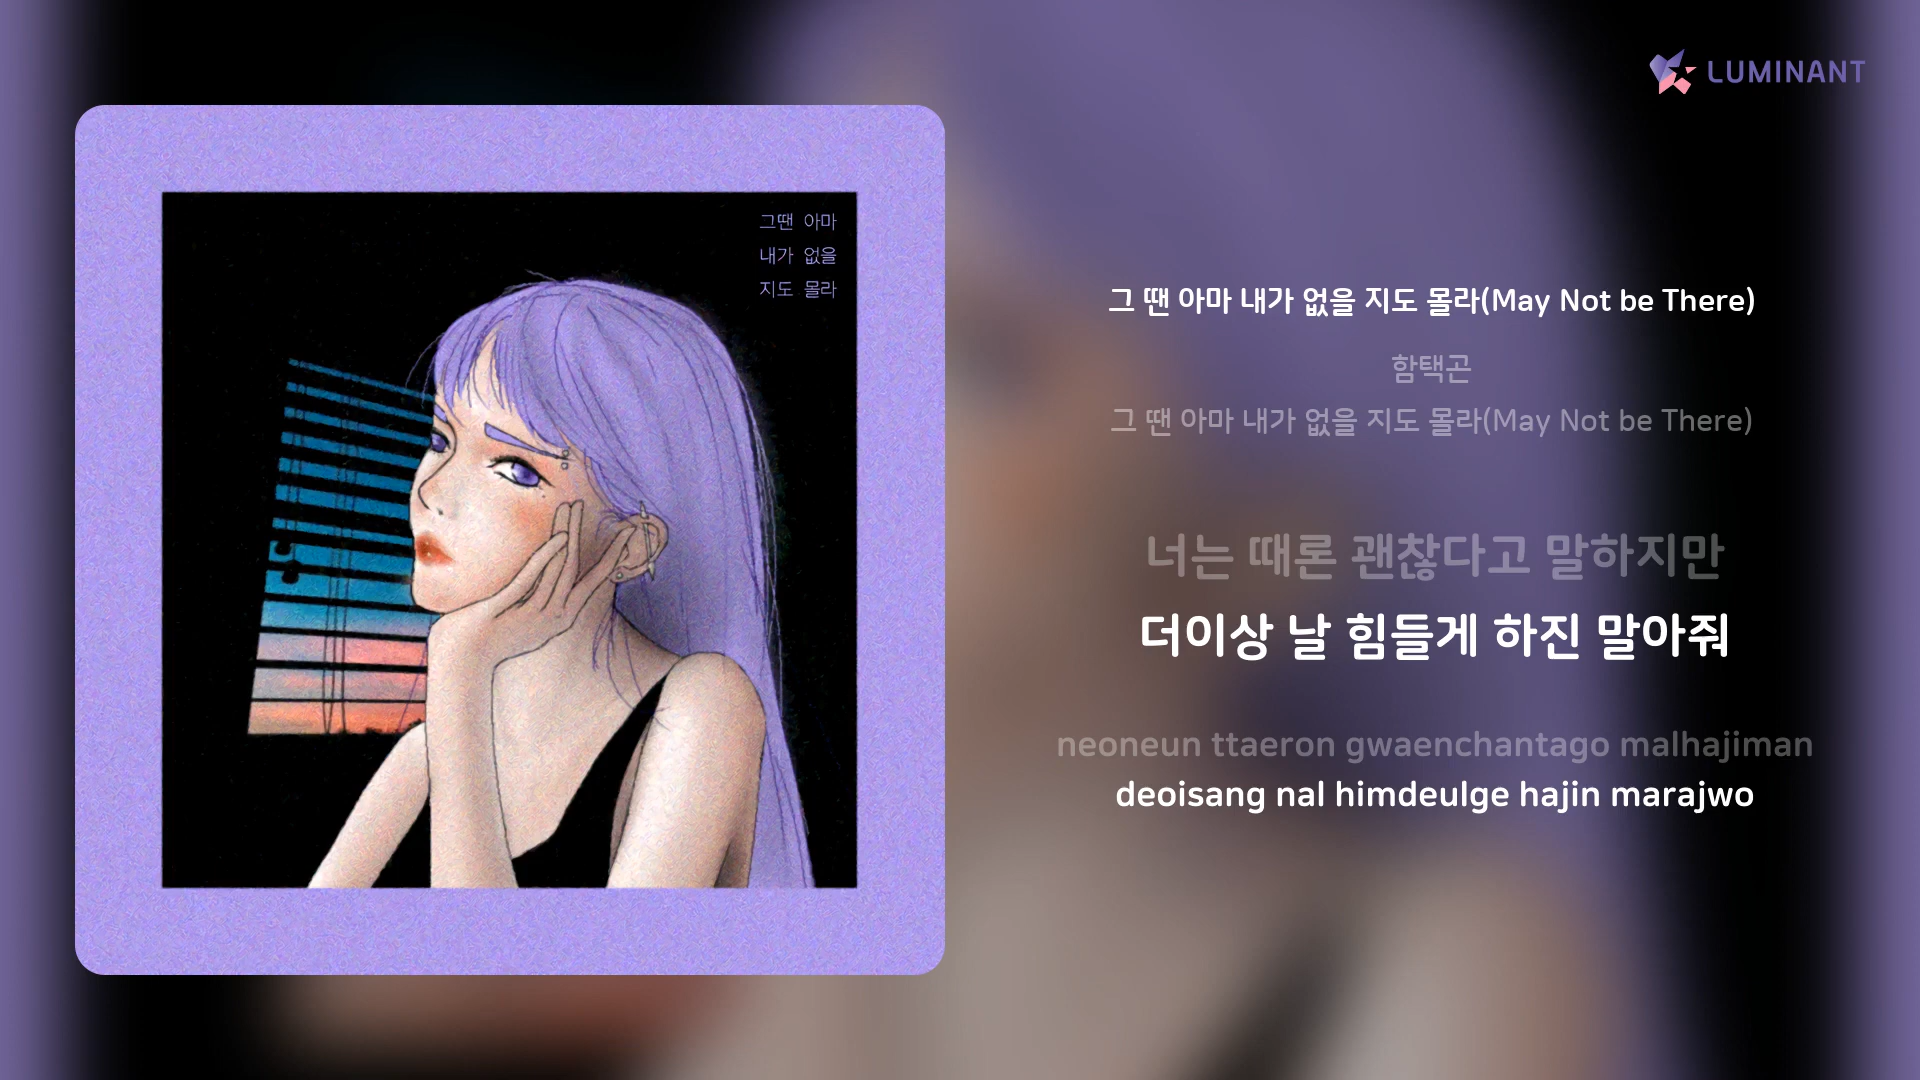 그땐 아마
내가 없을
지도 몰라
LUMINANT
그 땐 아마 내가 없을 지도 몰라(May Not be There)
함택곤
그 땐 아마 내가 없을 지도 몰라(May Not be There)
너는 때론 괜찮다고 말하지만
더이상 날 힘들게 하진 말아줘
neoneun ttaeron gwaenchantago malhajiman
deoisang nal himdeulge hajin marajwo